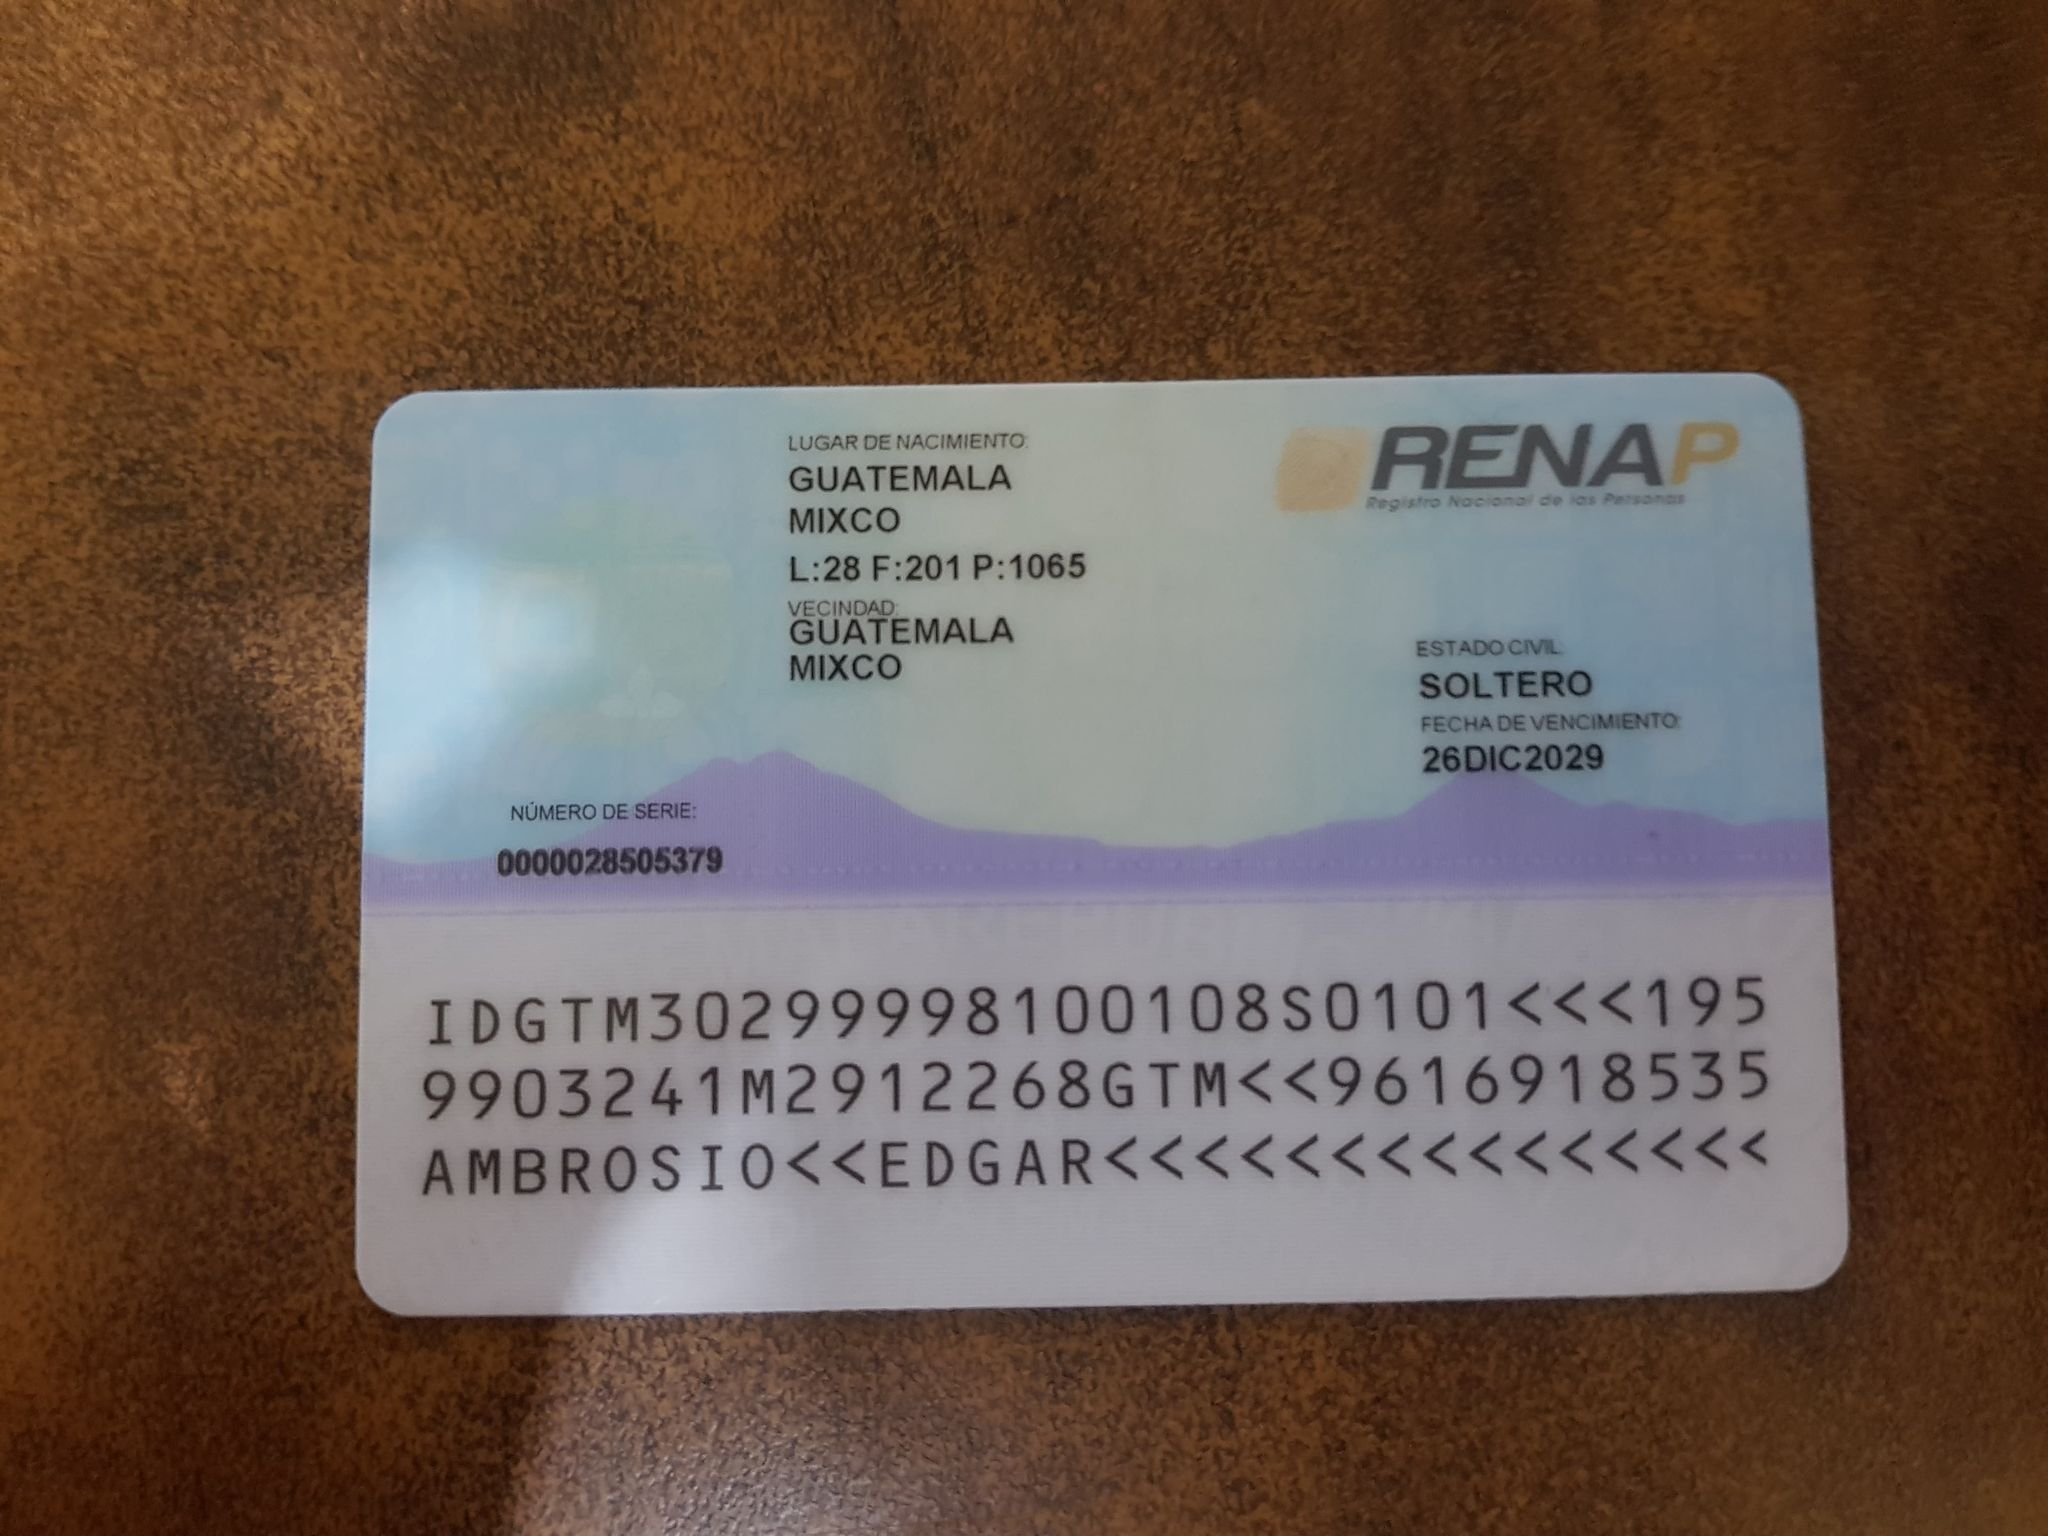 LUGAR DE NACIMIENTO:
GUATEMALA
MIXCO
L:28 F:201 P:1065
VECINDAD:
GUATEMALA
MIXCO
RENAP
Registro Nacional de las Personas
ESTADO CIVIL:
SOLTERO
FECHA DE VENCIMIENTO:
26DIC2029
NÚMERO DE SERIE:
0000028505379
IDGTM30299998100108S0101<<<195
9903241M2912268GTM<<9616918535
AMBROSIO<<EDGAR<<<<<<<<<<<<<<<